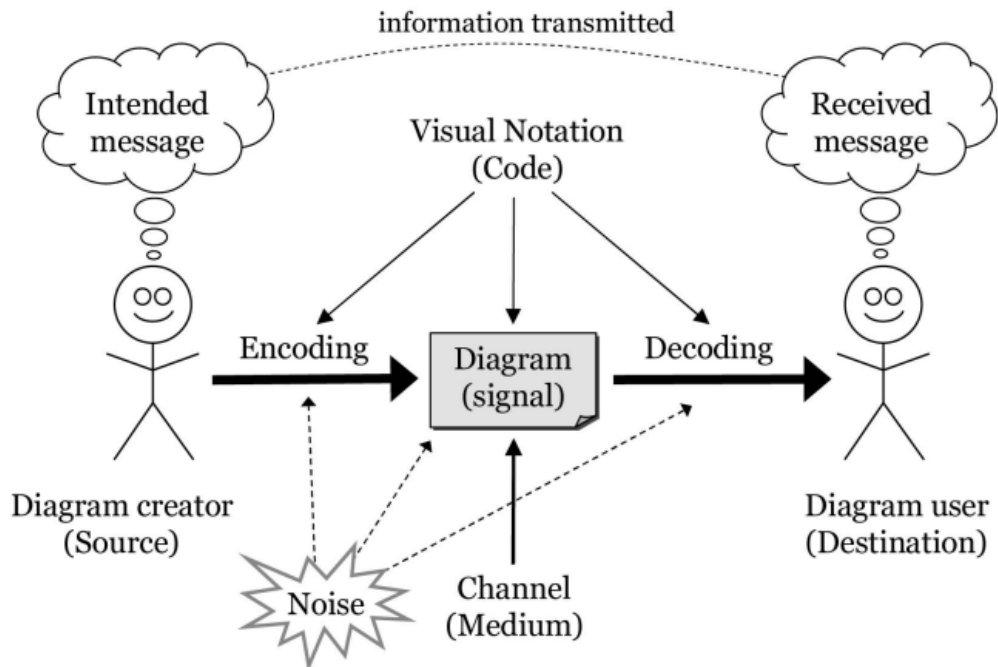 information transmitted
Intended
message
Received
message
Visual Notation
(Code)
Encoding
Diagram
(signal)
Decoding
Diagram creator
(Source)
Diagram user
(Destination)
Noise
Channel
(Medium)